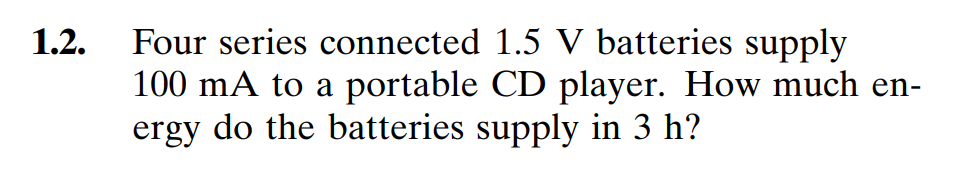 1.2. Four series connected 1.5 V batteries supply
100 mA to a portable CD player. How much en-
ergy do the batteries supply in 3 h?